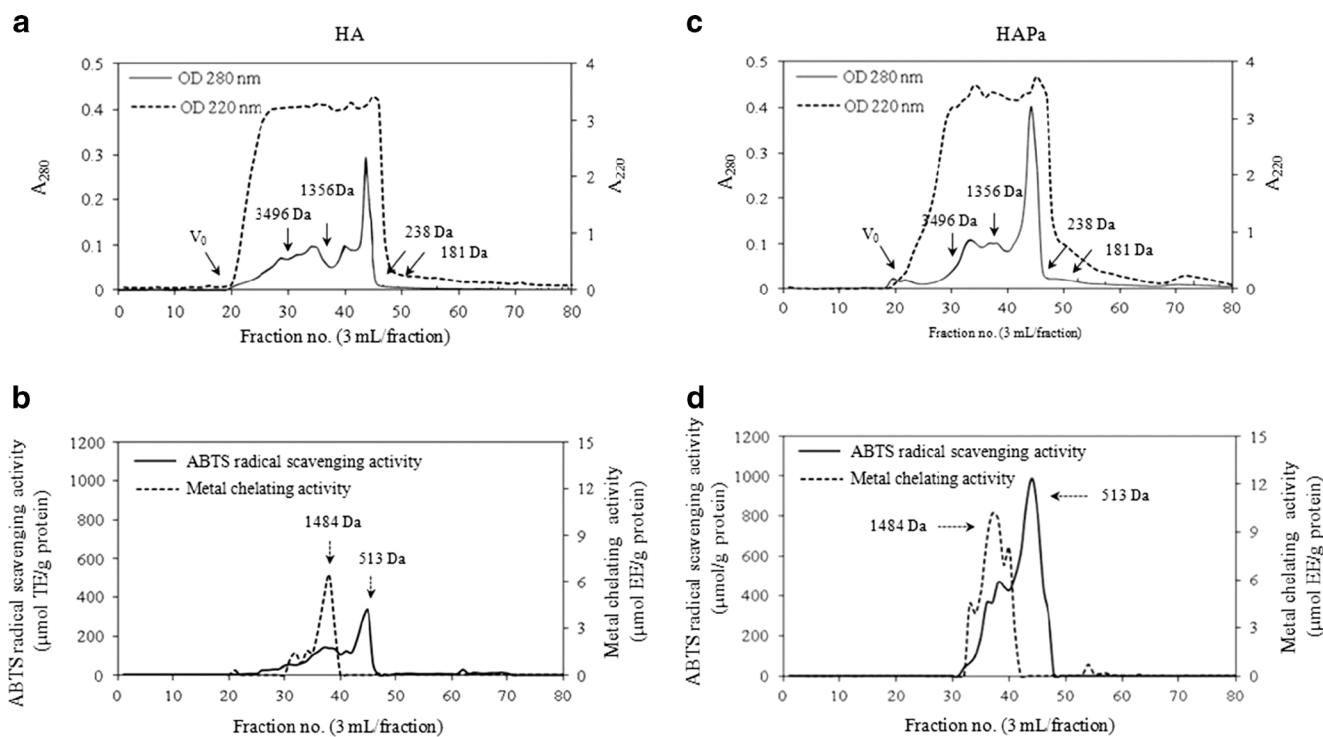 a
HA
OD 280 nm
OD 220 nm
A280
A220
0.5
0.4
0.3
0.2
0.1
0
4
3
2
1
0
V0
3496 Da
1356Da
238 Da
181 Da
0 10 20 30 40 50 60 70 80
Fraction no. (3 mL/fraction)
c
HAPa
OD 280 nm
OD 220 nm
A280
A220
0.5
0.4
0.3
0.2
0.1
0
4
3
2
1
0
V0
3496 Da
1356 Da
238 Da
181 Da
0 10 20 30 40 50 60 70 80
Fraction no. (3 mL/fraction)
b
ABTS radical scavenging activity
(µmol TE/g protein)
Metal chelating activity
(µmol EE/g protein)
1200
1000
800
600
400
200
0
15
12
9
6
3
0
ABTS radical scavenging activity
Metal chelating activity
1484 Da
513 Da
0 10 20 30 40 50 60 70 80
Fraction no. (3 mL/fraction)
d
ABTS radical scavenging activity
(µmol/g protein)
Metal chelating activity
(µmol EE/g protein)
1200
1000
800
600
400
200
0
15
12
9
6
3
0
ABTS radical scavenging activity
Metal chelating activity
1484 Da
513 Da
0 10 20 30 40 50 60 70 80
Fraction no. (3 mL/fraction)